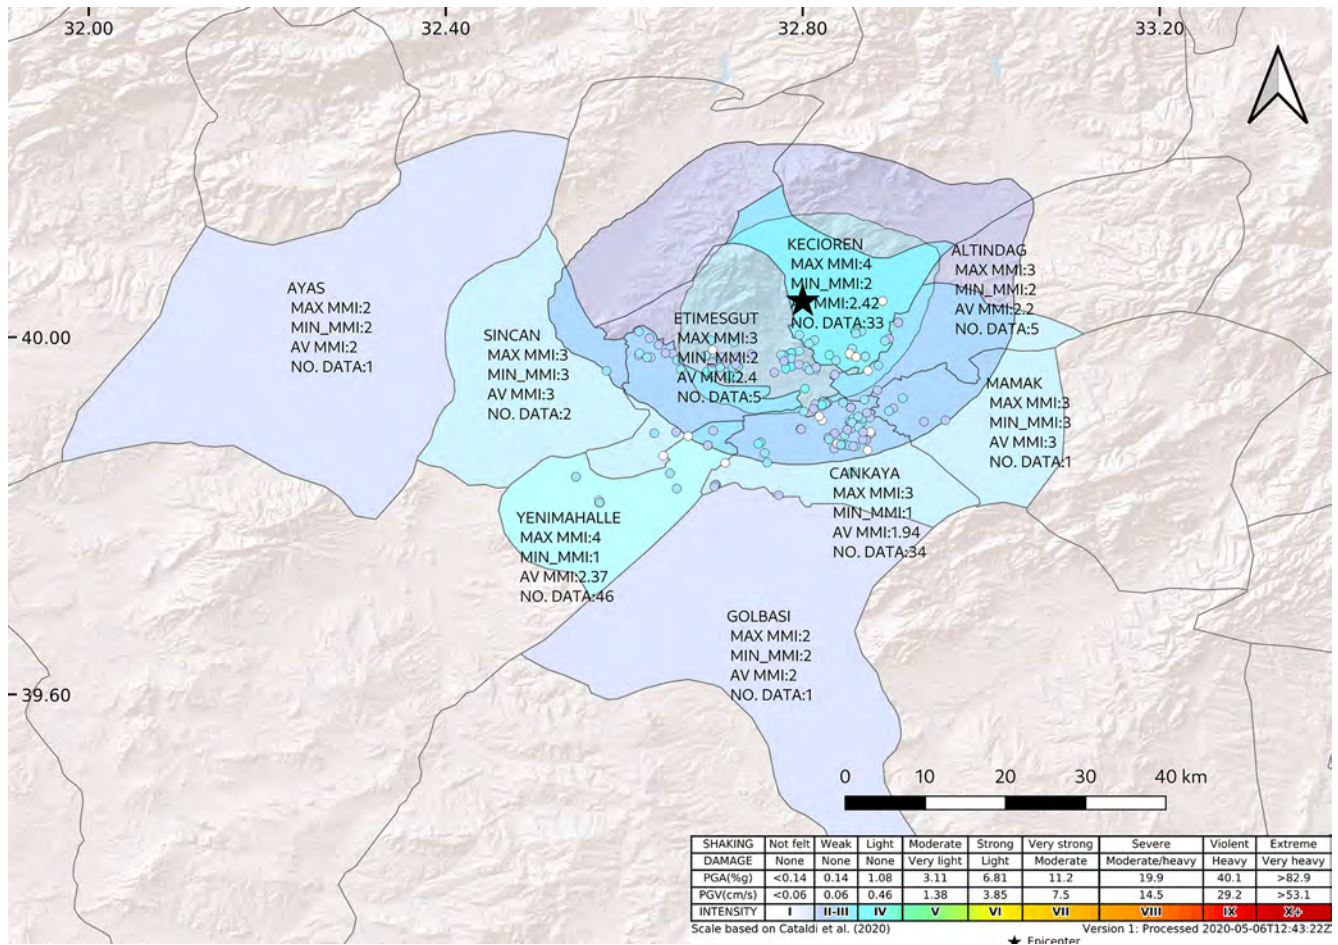 32.00 32.40 32.80 33.20
N
KECIOREN
MAX MMI:4
MIN_MMI:2
AV MMI:2.42
NO. DATA:33
ALTINDAG
MAX MMI:3
MIN_MMI:2
AV MMI:2.2
NO. DATA:5
AYAS
MAX MMI:2
MIN_MMI:2
AV MMI:2
NO. DATA:1
40.00
ETIMESGUT
MAX MMI:3
MIN_MMI:2
AV MMI:2.4
NO. DATA:5
SINCAN
MAX MMI:3
MIN_MMI:3
AV MMI:3
NO. DATA:2
MAMAK
MAX MMI:3
MIN_MMI:3
AV MMI:3
NO. DATA:1
CANKAYA
MAX MMI:3
MIN_MMI:1
AV MMI:1.94
NO. DATA:34
YENIMAHALLE
MAX MMI:4
MIN_MMI:1
AV MMI:2.37
NO. DATA:46
GOLBASI
MAX MMI:2
MIN_MMI:2
AV MMI:2
NO. DATA:1
39.60
0 10 20 30 40 km
SHAKING Not felt Weak Light Moderate Strong Very strong Severe Violent Extreme
DAMAGE None None None Very light Light Moderate Moderate/heavy Heavy Very heavy
PGA(%g) <0.14 0.14 1.08 3.11 6.81 11.2 19.9 40.1 >82.9
PGV(cm/s) <0.06 0.06 0.46 1.38 3.85 7.5 14.5 29.2 >53.1
INTENSITY I II-III IV V VI VII VIII IX X+
Scale based on Cataldi et al. (2020) Version 1: Processed 2020-05-06T12:43:22Z
Epicenter